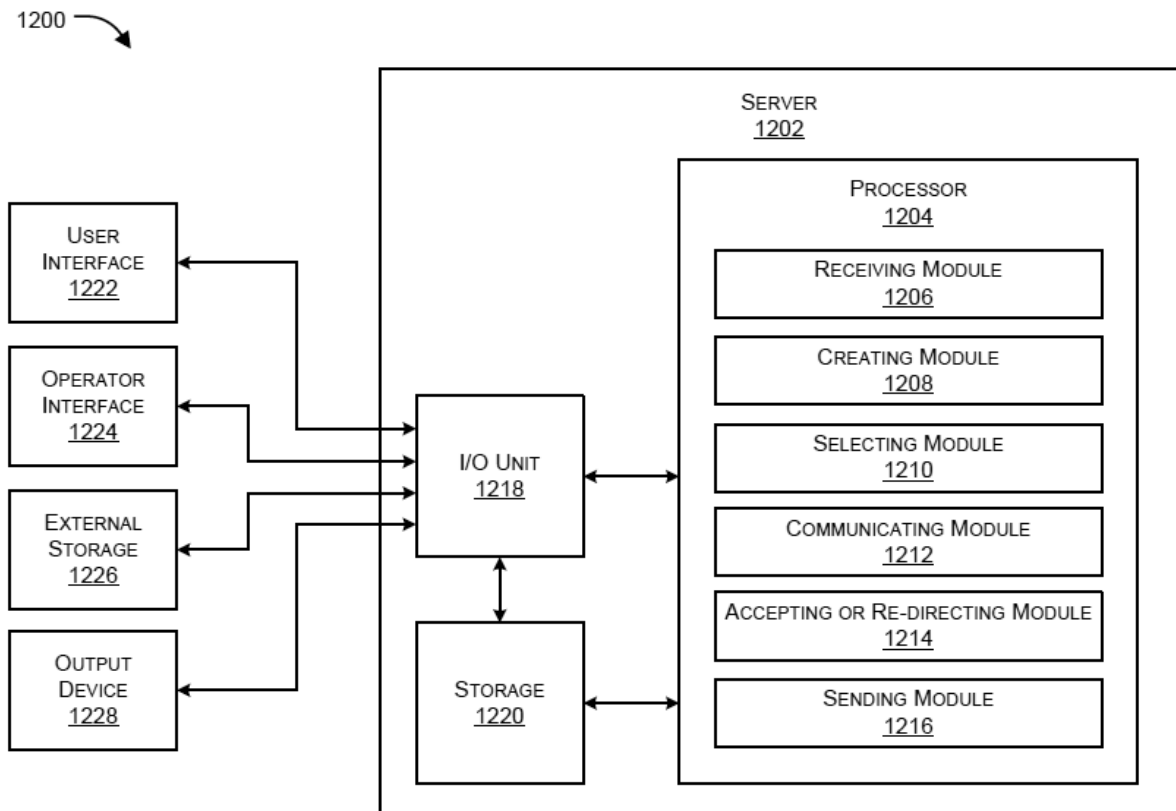 1200
SERVER
1202
PROCESSOR
1204
RECEIVING MODULE
1206
CREATING MODULE
1208
SELECTING MODULE
1210
COMMUNICATING MODULE
1212
ACCEPTING OR RE-DIRECTING MODULE
1214
SENDING MODULE
1216
USER
INTERFACE
1222
OPERATOR
INTERFACE
1224
EXTERNAL
STORAGE
1226
OUTPUT
DEVICE
1228
I/O UNIT
1218
STORAGE
1220